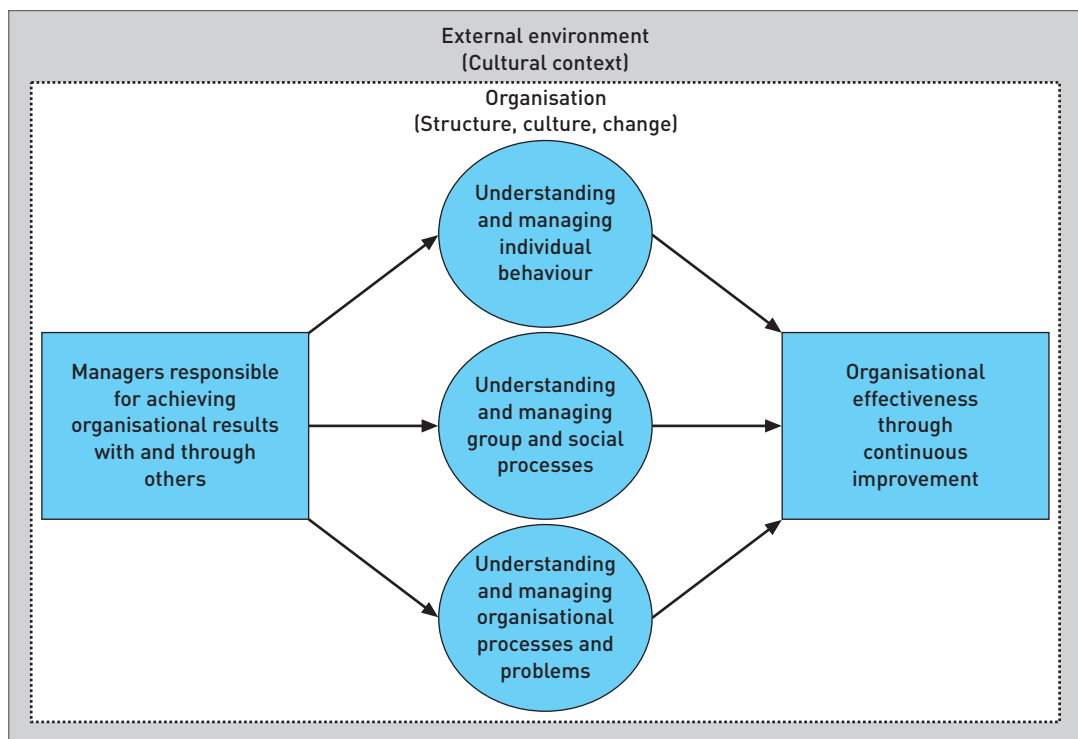 External environment
(Cultural context)
Organisation
(Structure, culture, change)
Understanding
and managing
individual
behaviour
Managers responsible
for achieving
organisational results
with and through
others
Understanding
and managing
group and social
processes
Organisational
effectiveness
through
continuous
improvement
Understanding
and managing
organisational
processes and
problems